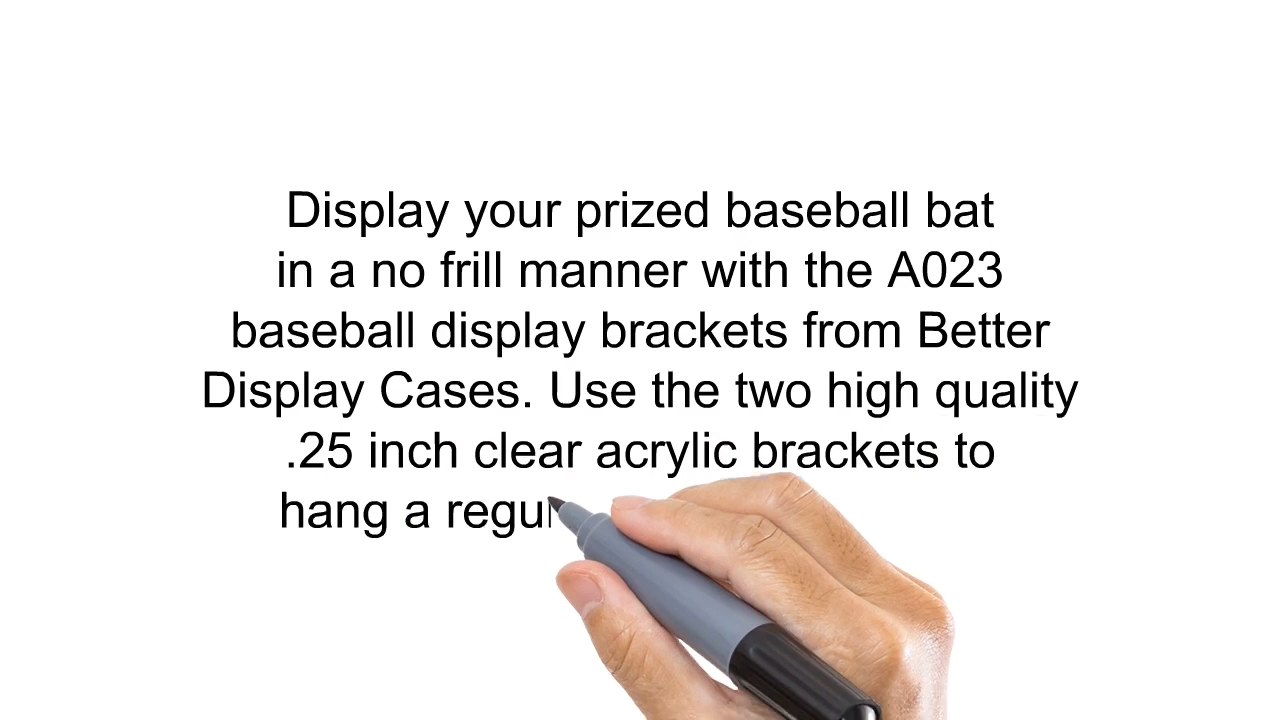 Display your prized baseball bat
in a no frill manner with the A023
baseball display brackets from Better
Display Cases. Use the two high quality
.25 inch clear acrylic brackets to
hang a regu